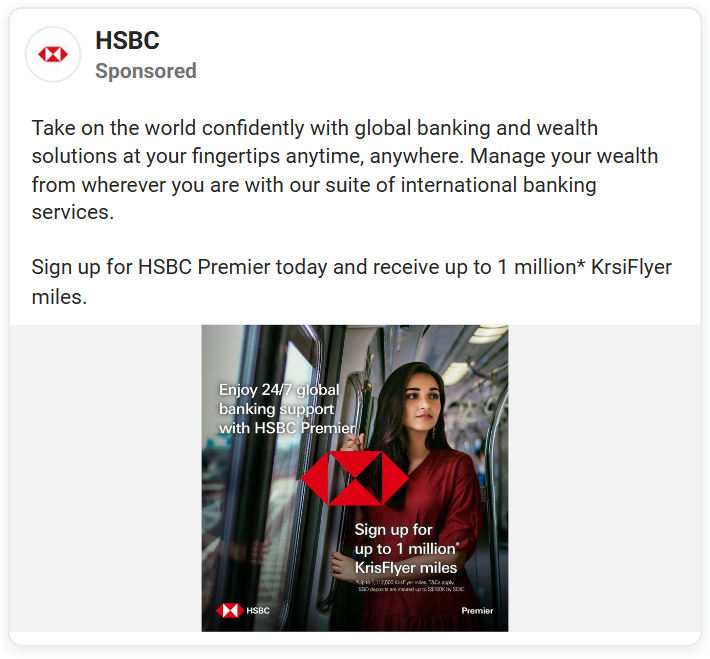 HSBC
Sponsored
Take on the world confidently with global banking and wealth
solutions at your fingertips anytime, anywhere. Manage your wealth
from wherever you are with our suite of international banking
services.
Sign up for HSBC Premier today and receive up to 1 million* KrsiFlyer
miles.
Enjoy 24/7 global
banking support
with HSBC Premier
Sign up for
up to 1 million*
KrisFlyer miles
*Up to 1,112,500 KrisFlyer miles. T&Cs apply.
SGD deposits are insured up to S$100K by SDIC.
HSBC
Premier